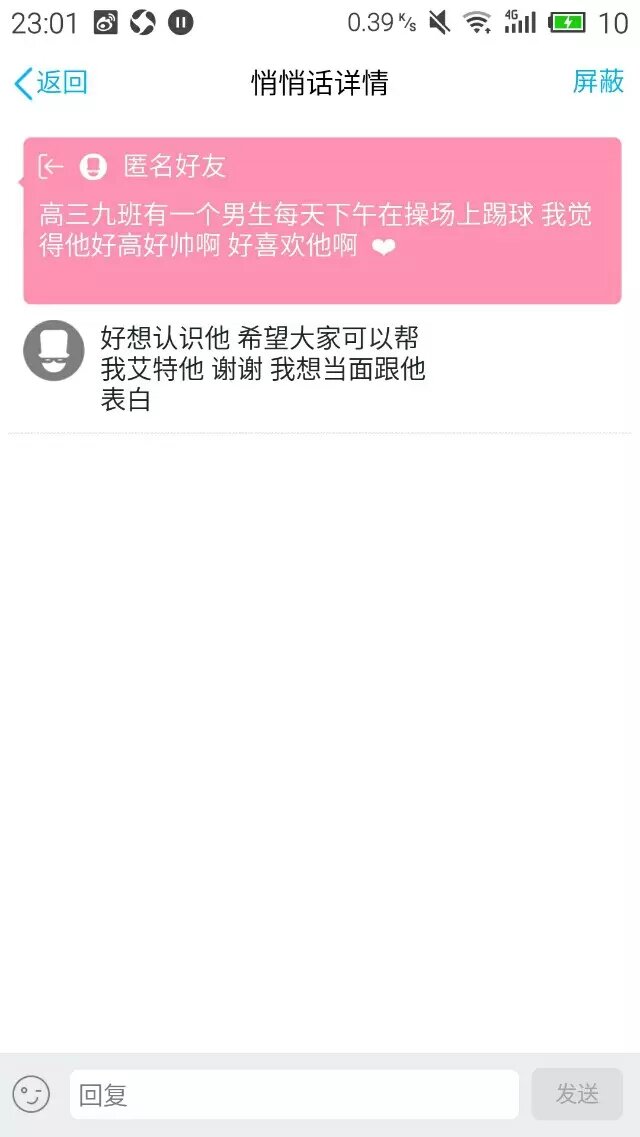 23:01 0.39 K/s 4G 10
返回 悄悄话详情 屏蔽
匿名好友
高三九班有一个男生每天下午在操场上踢球 我觉
得他好高好帅啊 好喜欢他啊 ❤
好想认识他 希望大家可以帮
我艾特他 谢谢 我想当面跟他
表白
回复 发送